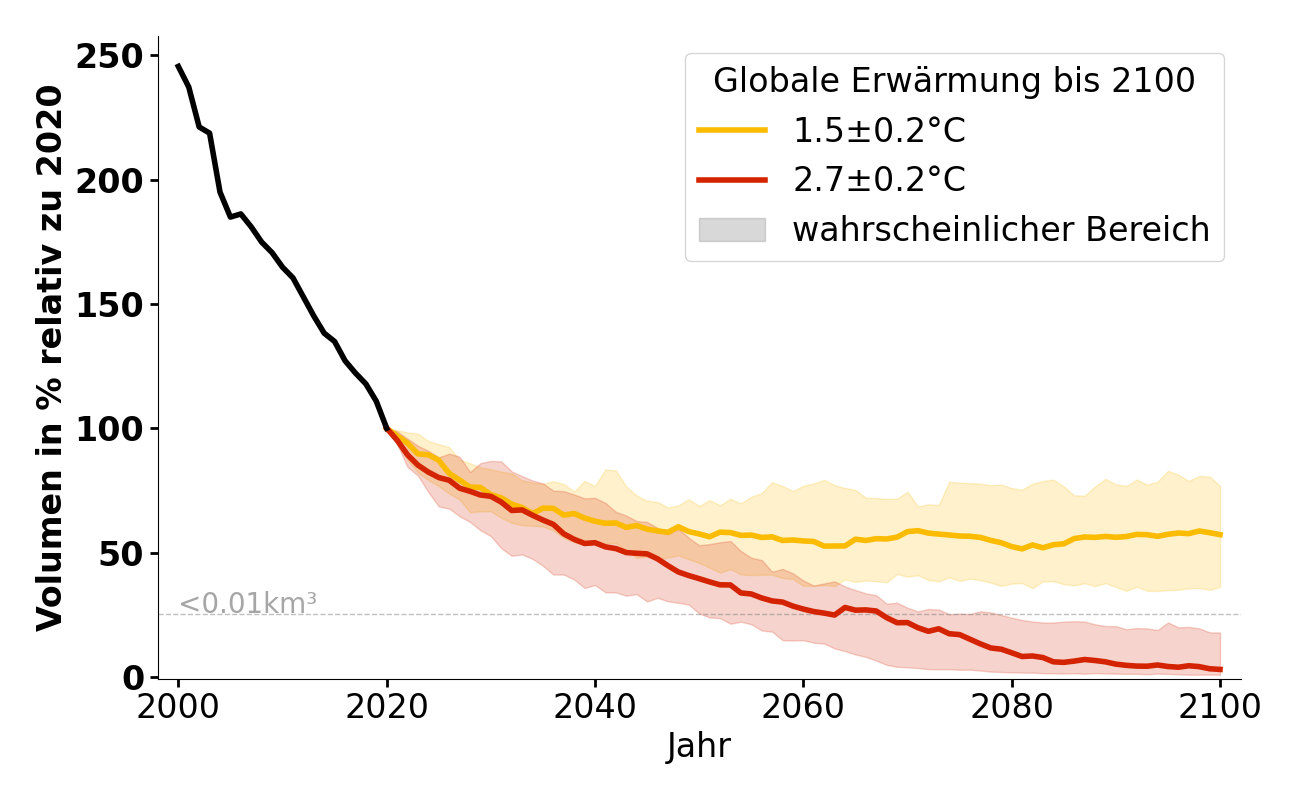 Volumen in % relativ zu 2020
250
200
150
100
50
0
Globale Erwärmung bis 2100
1.5±0.2°C
2.7±0.2°C
wahrscheinlicher Bereich
<0.01km³
2000 2020 2040 2060 2080 2100
Jahr